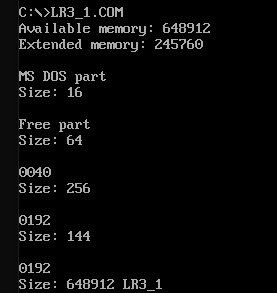 C:\>LR3_1.COM
Available memory: 648912
Extended memory: 245760
MS DOS part
Size: 16
Free part
Size: 64
0040
Size: 256
0192
Size: 144
0192
Size: 648912 LR3_1